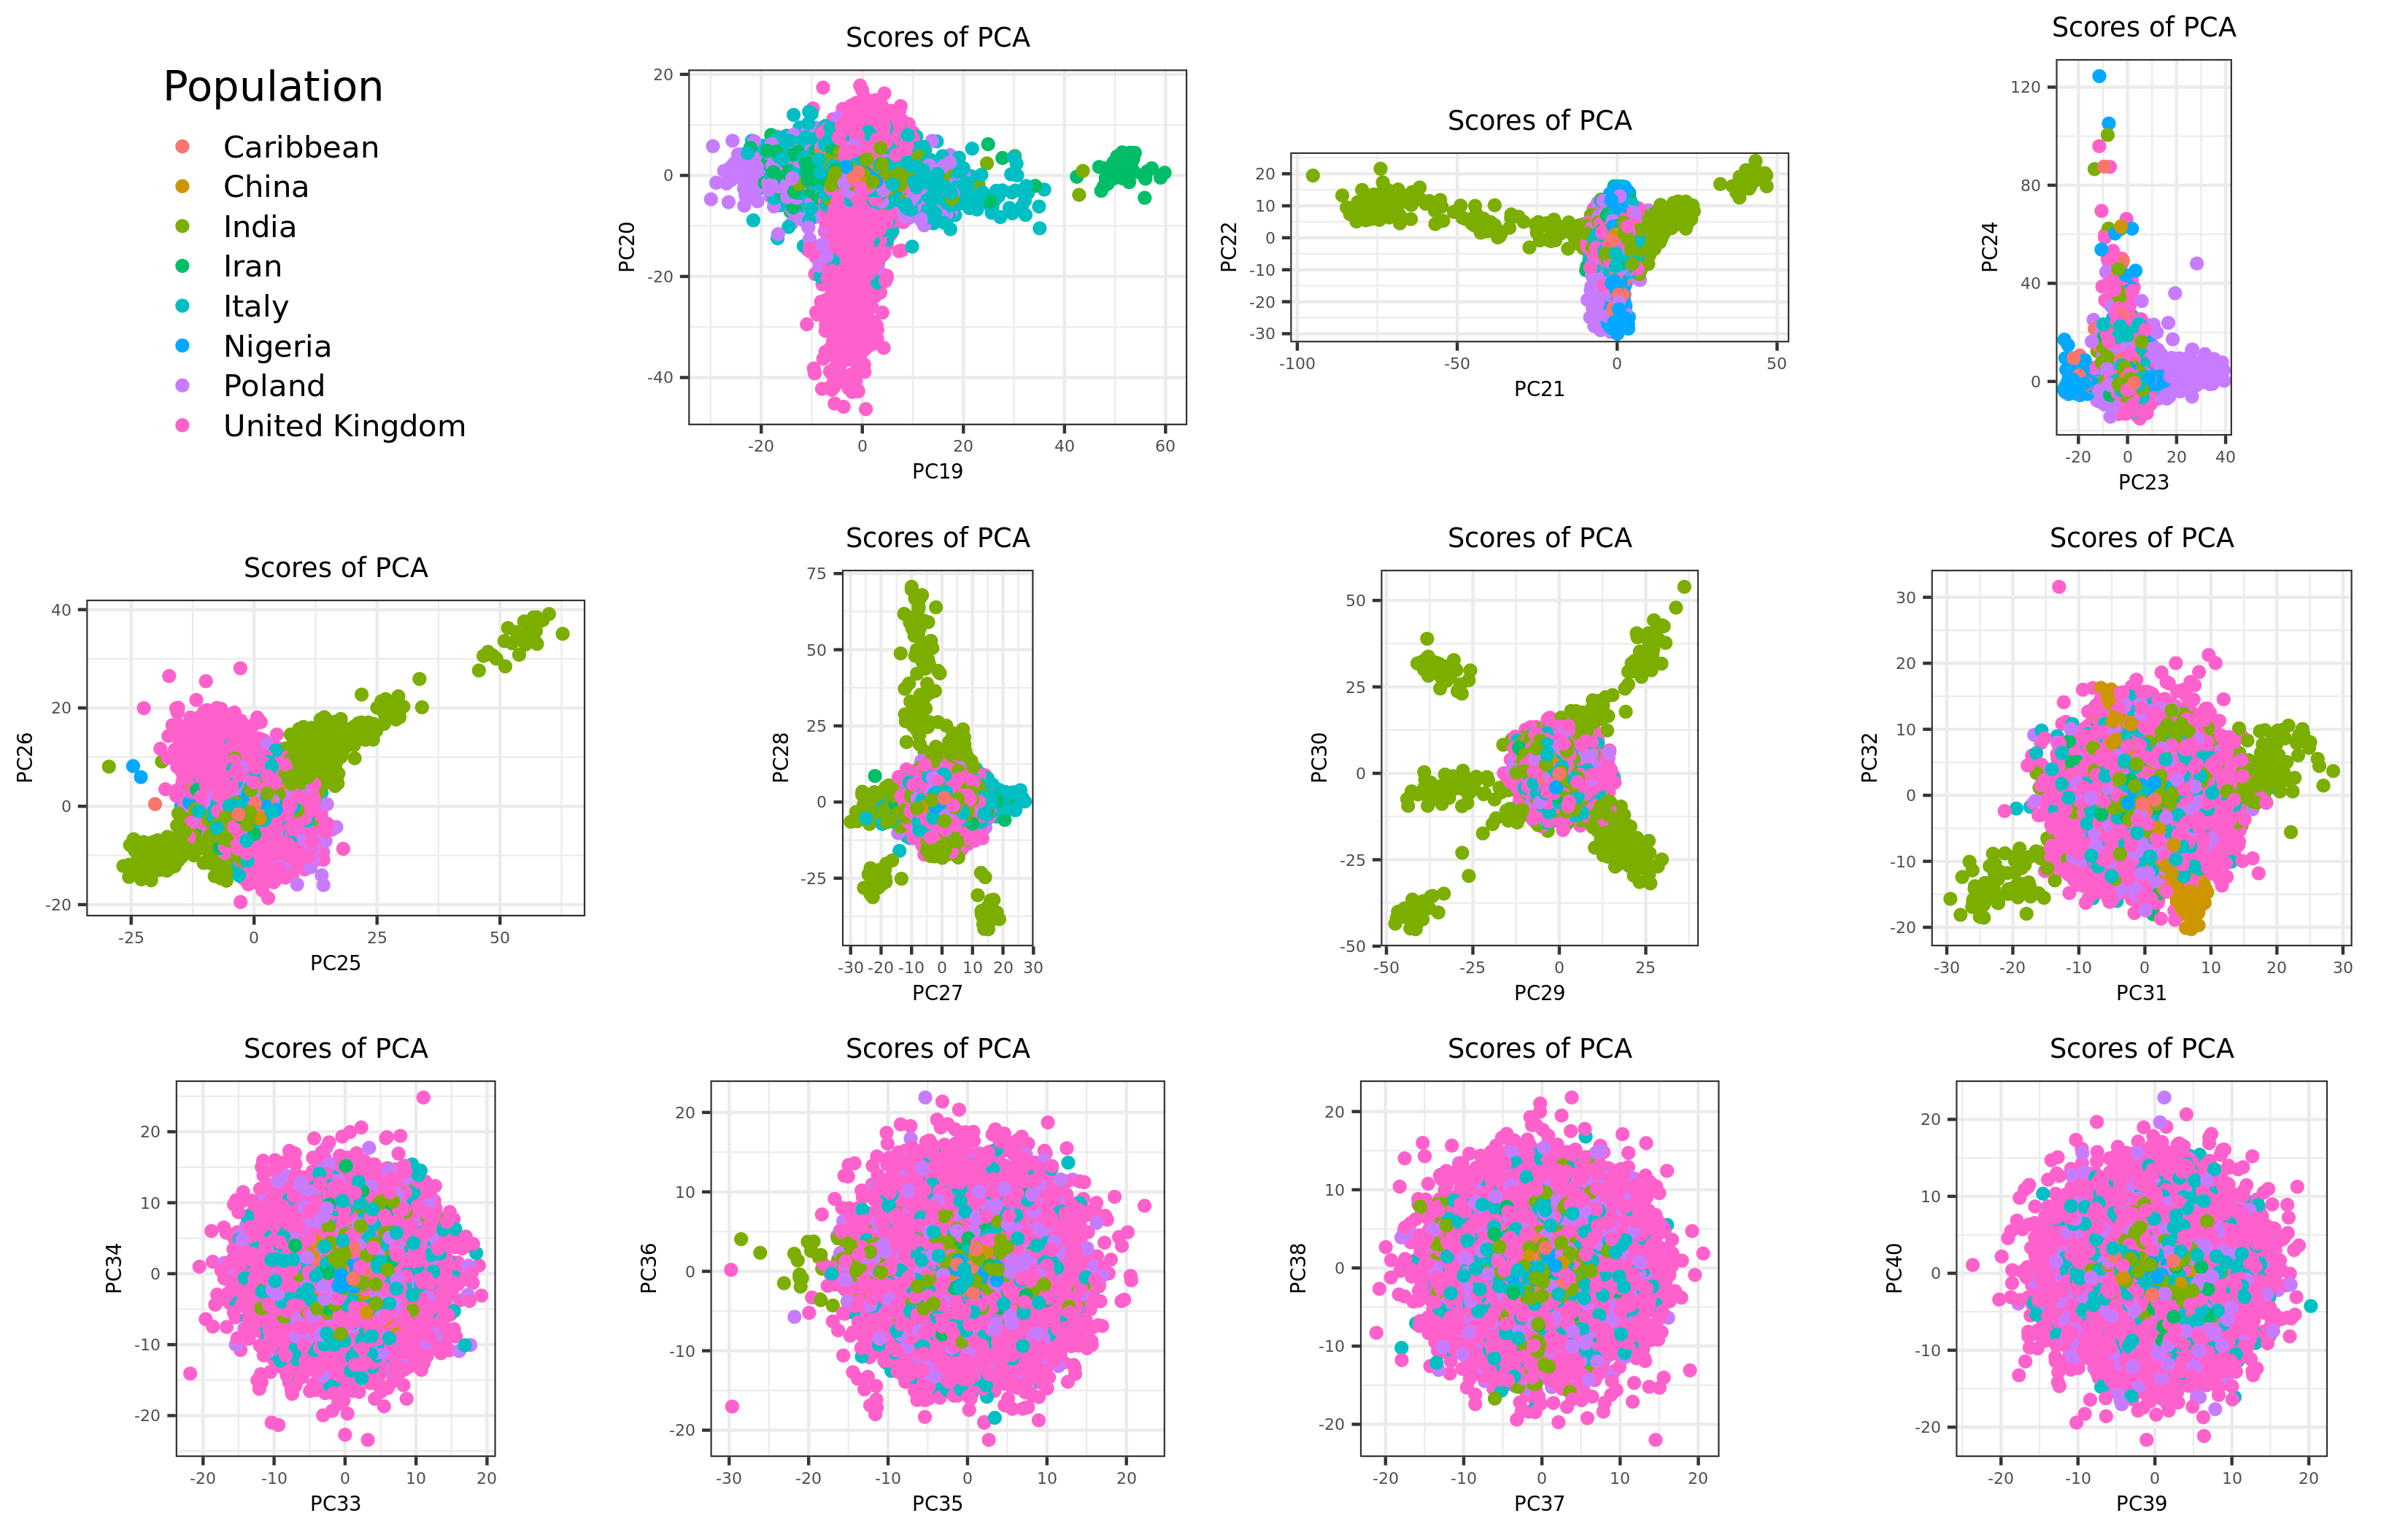 Population
Caribbean
China
India
Iran
Italy
Nigeria
Poland
United Kingdom
Scores of PCA
20
0
-20
-40
PC20
-20 0 20 40 60
PC19
Scores of PCA
20
10
0
-10
-20
-30
PC22
-100 -50 0 50
PC21
Scores of PCA
120
80
40
0
PC24
-20 0 20 40
PC23
Scores of PCA
40
20
0
-20
PC26
-25 0 25 50
PC25
Scores of PCA
75
50
25
0
-25
PC28
-30 -20 -10 0 10 20 30
PC27
Scores of PCA
50
25
0
-25
-50
PC30
-50 -25 0 25
PC29
Scores of PCA
30
20
10
0
-10
-20
PC32
-30 -20 -10 0 10 20 30
PC31
Scores of PCA
20
10
0
-10
-20
PC34
-20 -10 0 10 20
PC33
Scores of PCA
20
10
0
-10
-20
PC36
-30 -20 -10 0 10 20
PC35
Scores of PCA
20
10
0
-10
-20
PC38
-20 -10 0 10 20
PC37
Scores of PCA
20
10
0
-10
-20
PC40
-20 -10 0 10 20
PC39